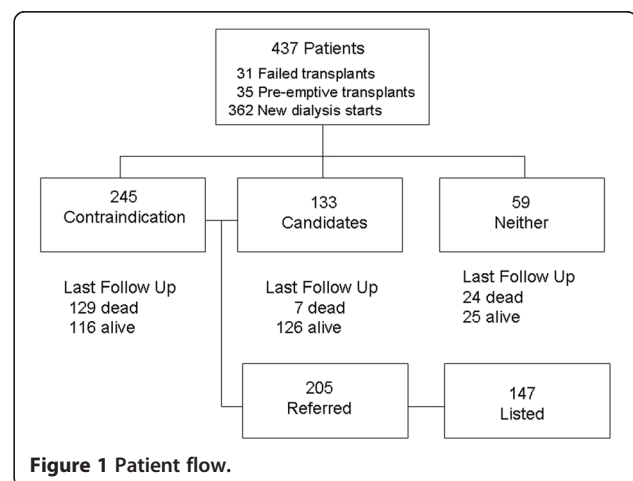 437 Patients
31 Failed transplants
35 Pre-emptive transplants
362 New dialysis starts
245
Contraindication
133
Candidates
59
Neither
Last Follow Up
129 dead
116 alive
Last Follow Up
7 dead
126 alive
Last Follow Up
24 dead
25 alive
205
Referred
147
Listed
Figure 1 Patient flow.